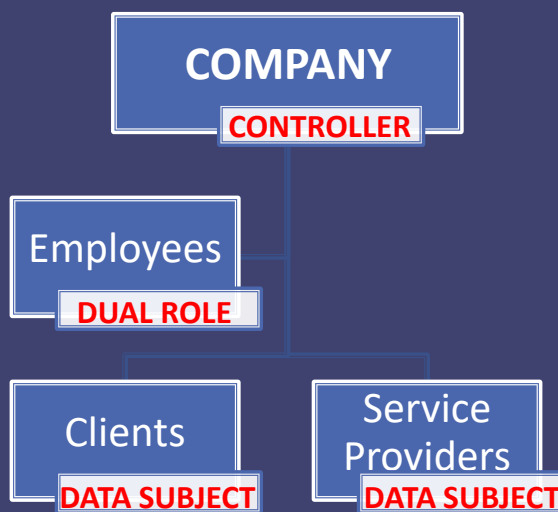 COMPANY
CONTROLLER
Employees
DUAL ROLE
Clients
DATA SUBJECT
Service
Providers
DATA SUBJECT